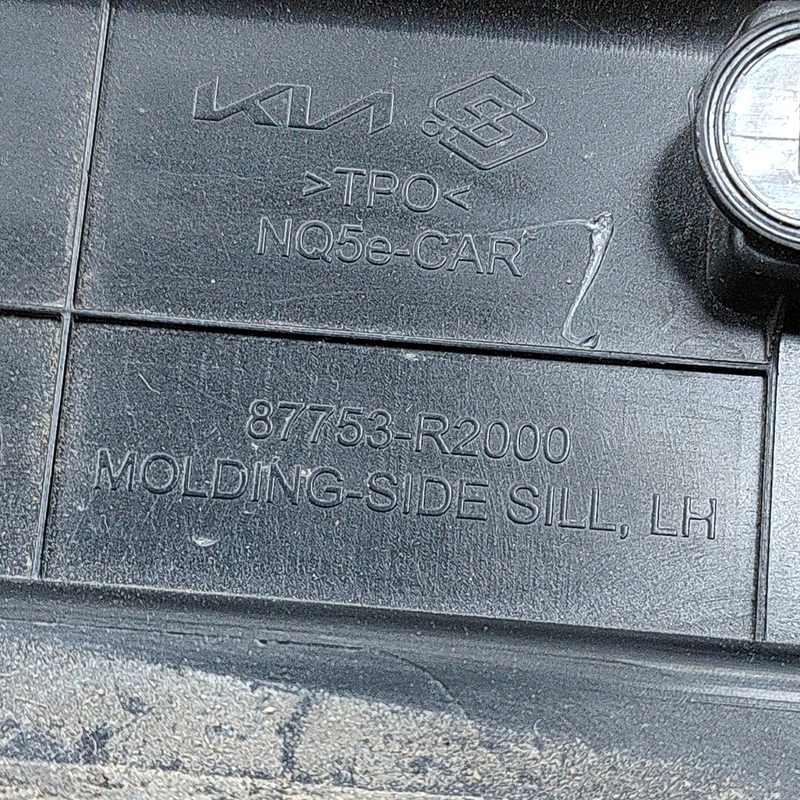 KIA
>TPO<
NQ5e-CAR
87753-R2000
MOLDING-SIDE SILL, LH